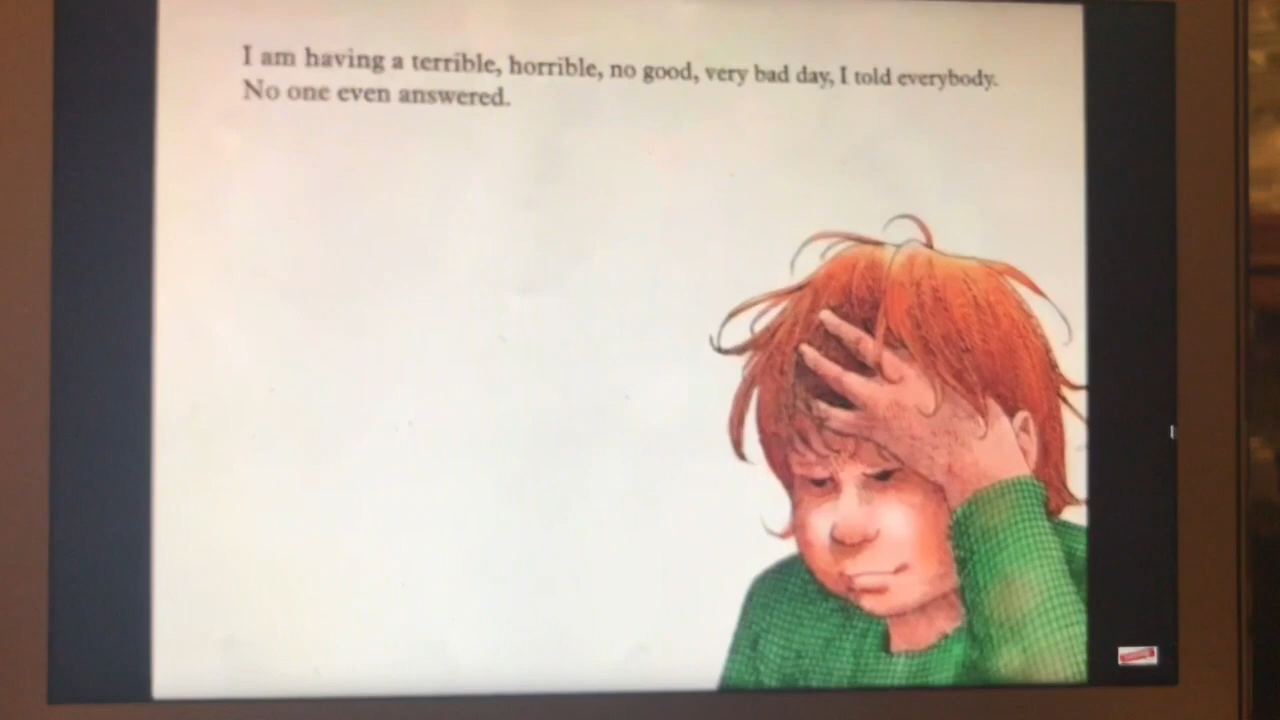 I am having a terrible, horrible, no good, very bad day, I told everybody.
No one even answered.